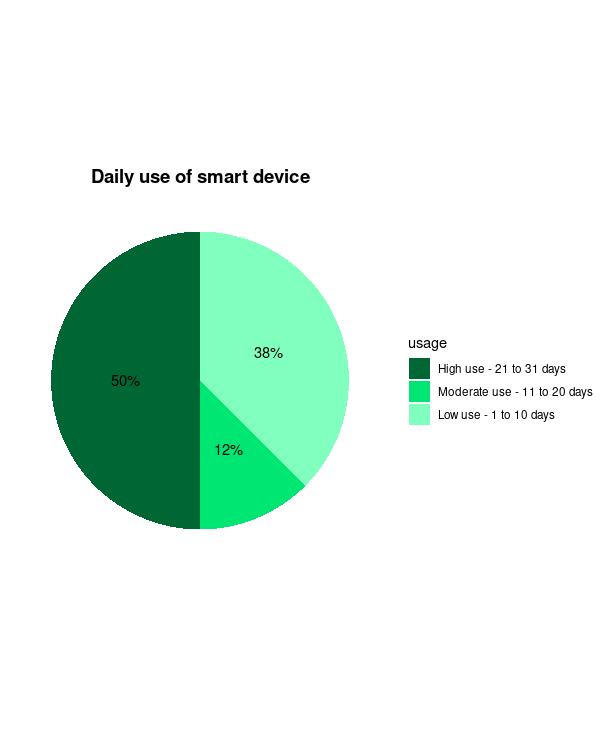 Daily use of smart device
38%
50%
12%
usage
High use - 21 to 31 days
Moderate use - 11 to 20 days
Low use - 1 to 10 days